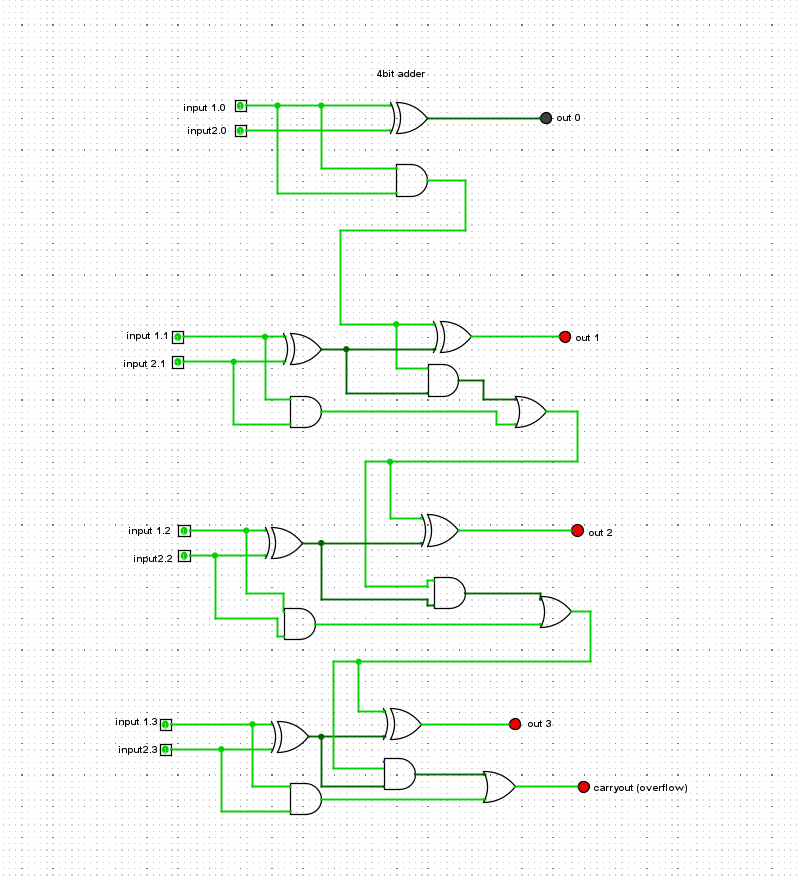 4bit adder
input 1.0
out 0
input2.0
input 1.1
out 1
input 2.1
input 1.2
out 2
input2.2
input 1.3
out 3
input2.3
carryout (overflow)